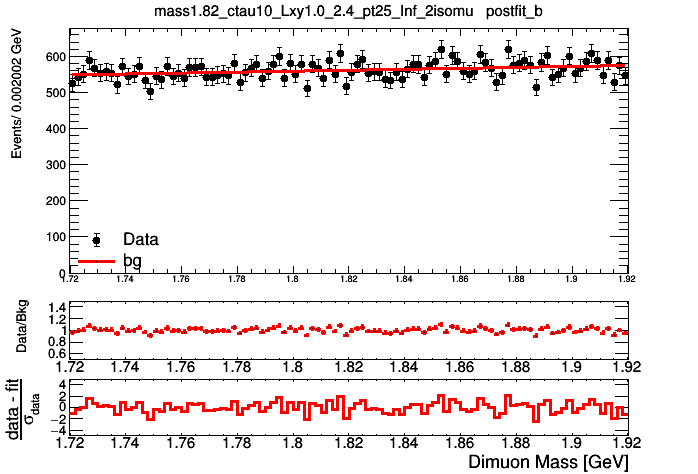 mass1.82_ctau10_Lxy1.0_2.4_pt25_Inf_2isomu postfit_b
Events/ 0.002002 GeV
600
500
400
300
200
100
0
Data
bg
1.72 1.74 1.76 1.78 1.8 1.82 1.84 1.86 1.88 1.9 1.92
Data/Bkg
1.4
1.2
1
0.8
0.6
1.72 1.74 1.76 1.78 1.8 1.82 1.84 1.86 1.88 1.9 1.92
data - fit
σdata
4
2
0
−2
−4
1.72 1.74 1.76 1.78 1.8 1.82 1.84 1.86 1.88 1.9 1.92
Dimuon Mass [GeV]